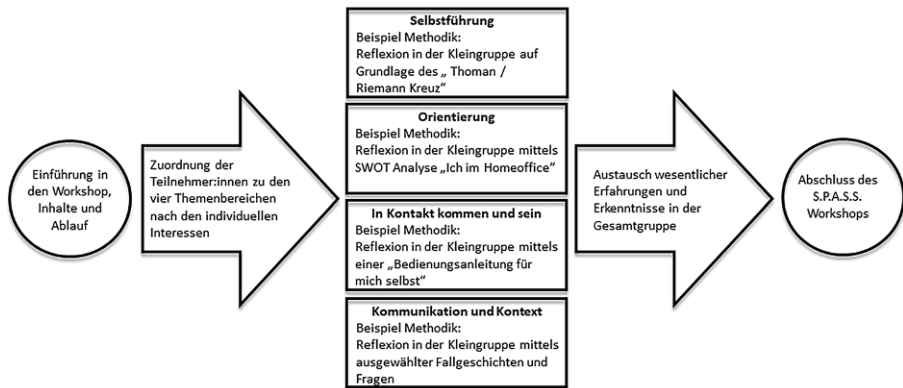 Einführung in
den Workshop,
Inhalte und
Ablauf
Zuordnung der
Teilnehmer:innen zu den
vier Themenbereichen
nach den individuellen
Interessen
Selbstführung
Beispiel Methodik:
Reflexion in der Kleingruppe auf
Grundlage des „ Thoman /
Riemann Kreuz“
Orientierung
Beispiel Methodik:
Reflexion in der Kleingruppe mittels
SWOT Analyse „Ich im Homeoffice“
In Kontakt kommen und sein
Beispiel Methodik:
Reflexion in der Kleingruppe mittels
einer „Bedienungsanleitung für
mich selbst“
Kommunikation und Kontext
Beispiel Methodik:
Reflexion in der Kleingruppe mittels
ausgewählter Fallgeschichten und
Fragen
Austausch wesentlicher
Erfahrungen und
Erkenntnisse in der
Gesamtgruppe
Abschluss des
S.P.A.S.S.
Workshops